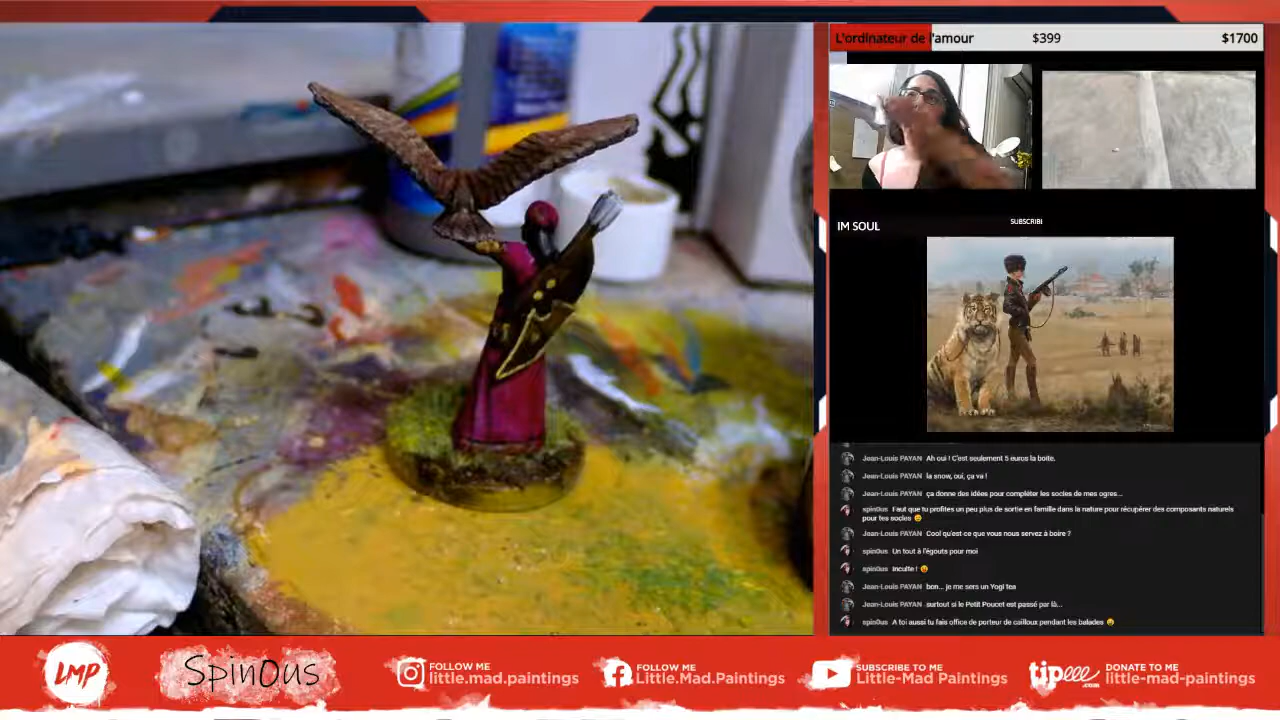 L'ordinateur de l'amour $399 $1700
IM SOUL
SUBSCRIBE
Jean-Louis PAYAN Ah oui ! C'est seulement 5 euros la boite.
Jean-Louis PAYAN la snow, oui, ça va !
Jean-Louis PAYAN ça donne des idées pour compléter les socles de mes ogres...
spin0us Faut que tu profites un peu plus de sortie en famille dans la nature pour récupérer des composants naturels
pour tes socles
Jean-Louis PAYAN Cool qu'est-ce que vous nous servez à boire ?
spin0us Un tout à l'égouts pour moi
spin0us Inculte !
Jean-Louis PAYAN bon... je me sers un Yogi tea
Jean-Louis PAYAN surtout si le Petit Poucet est passé par là...
spin0us A toi aussi tu fais office de porteur de cailloux pendant les balades
LMP
Spin0us
FOLLOW ME
little.mad.paintings
FOLLOW ME
Little.Mad.Paintings
SUBSCRIBE TO ME
Little-Mad Paintings
tipeee.com
DONATE TO ME
little-mad-paintings